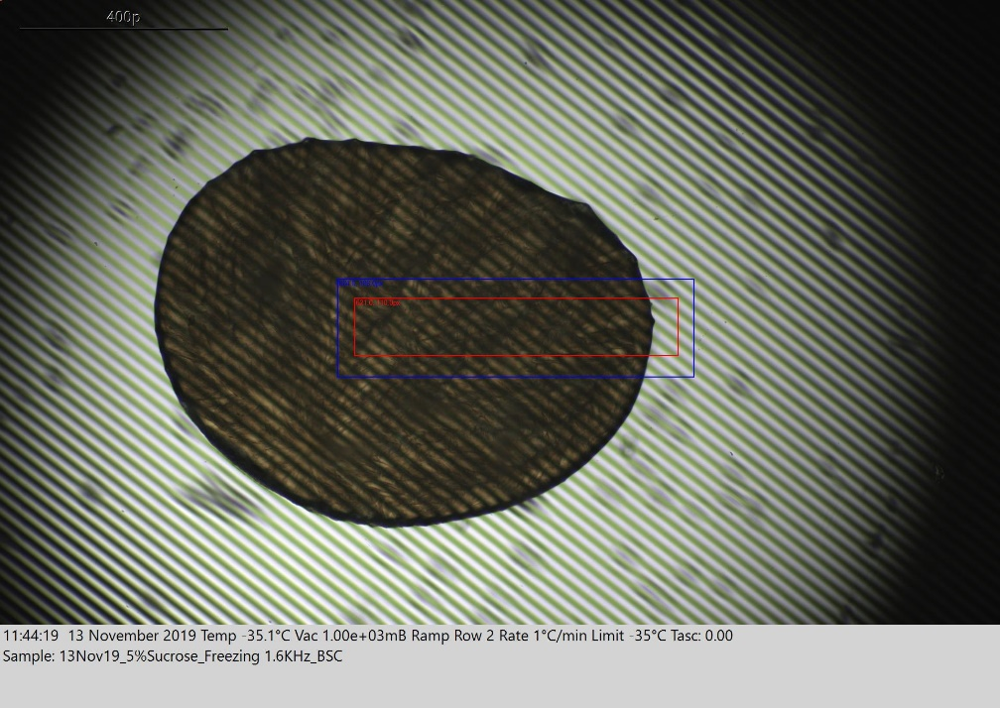 400p
11:44:19 13 November 2019 Temp -35.1°C Vac 1.00e+03mB Ramp Row 2 Rate 1°C/min Limit -35°C Tasc: 0.00
Sample: 13Nov19_5%Sucrose_Freezing 1.6KHz_BSC